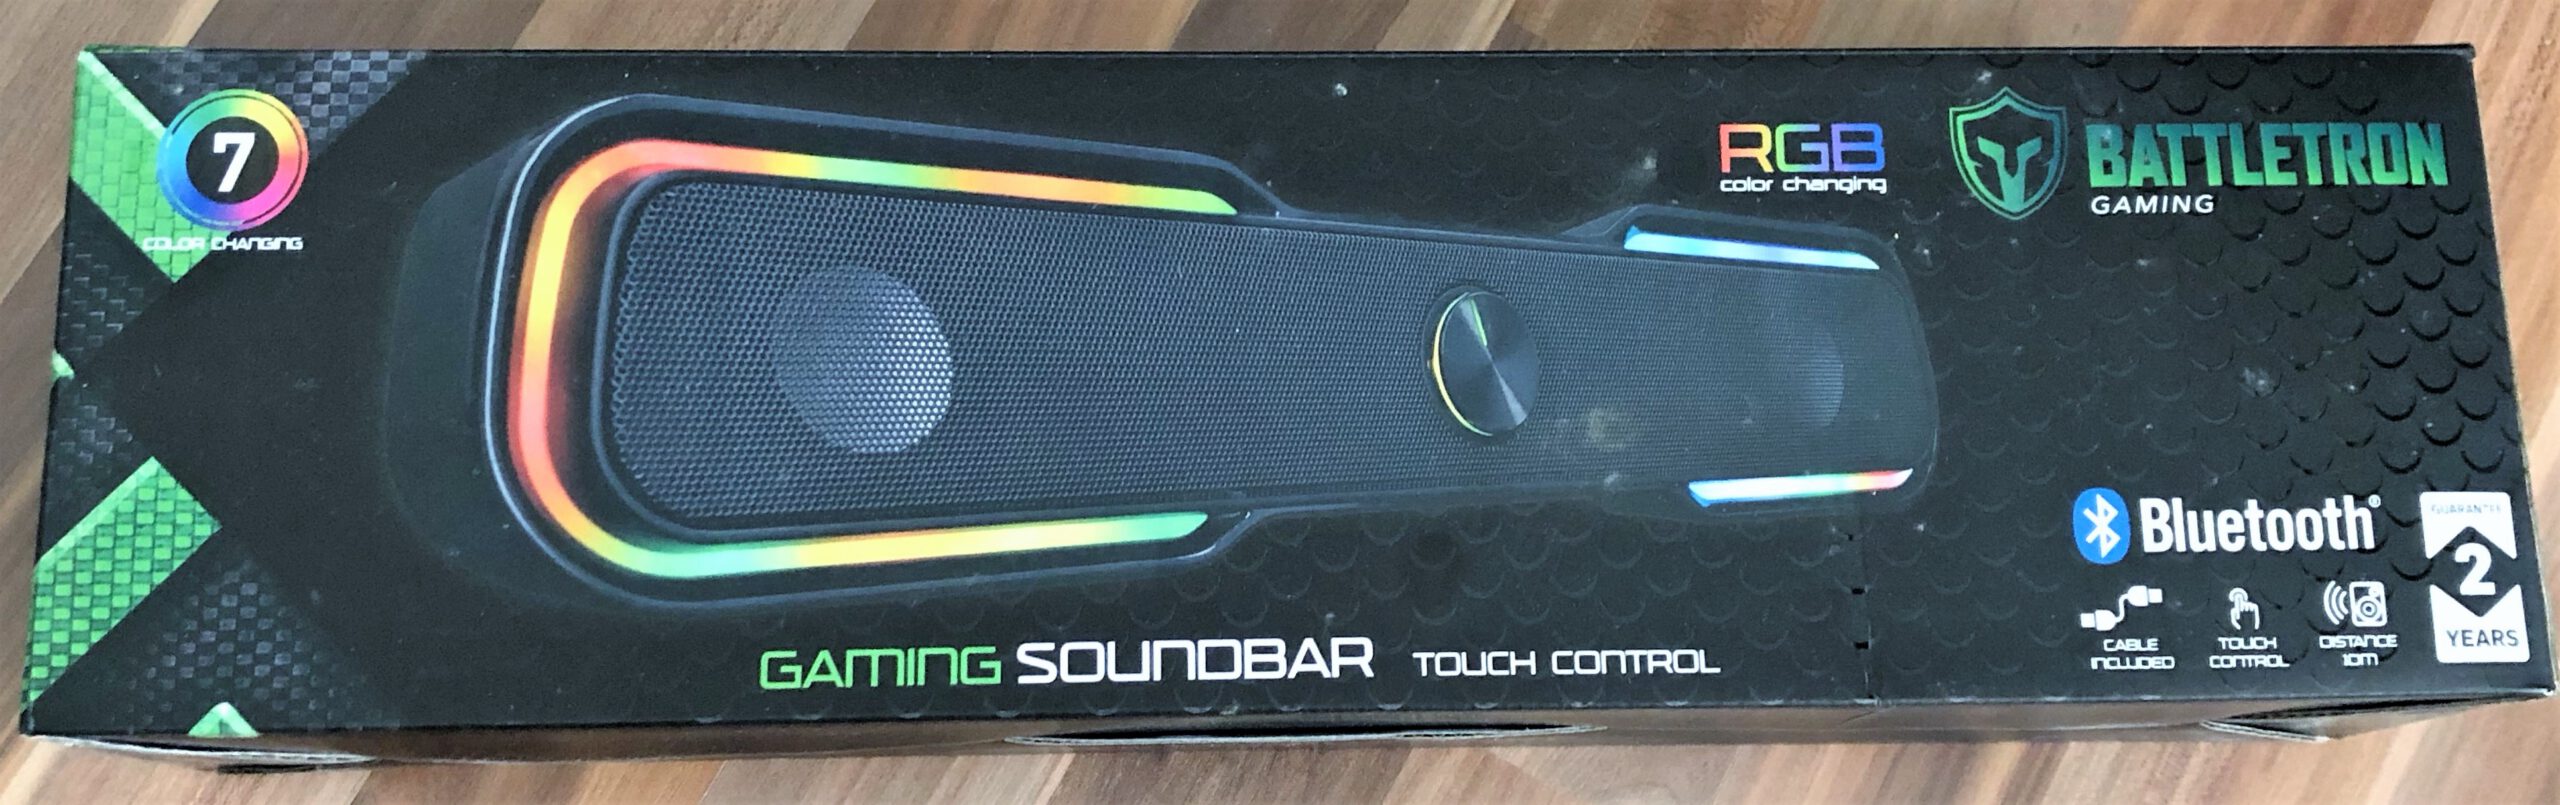 7
COLOR CHANGING
RGB
color changing
BATTLETRON
GAMING
Bluetooth®
CABLE
INCLUDED
TOUCH
CONTROL
DISTANCE
10M
GUARANTEE
2
YEARS
GAMING SOUNDBAR TOUCH CONTROL